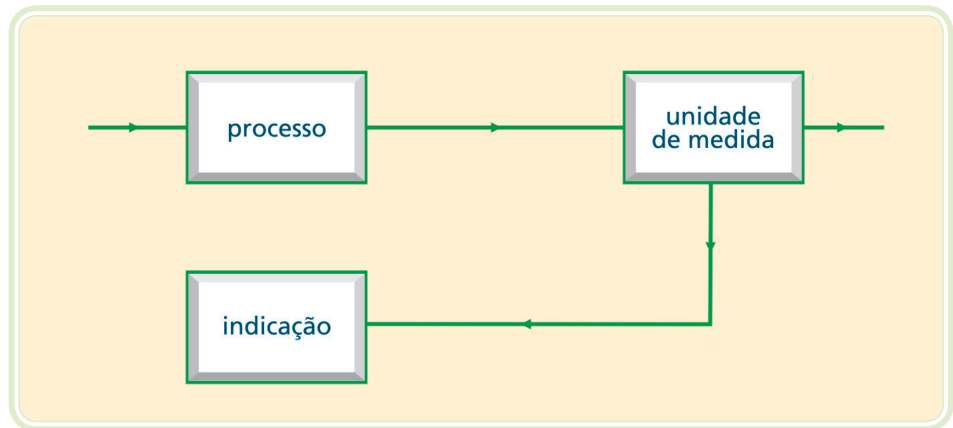 processo
unidade
de medida
indicação